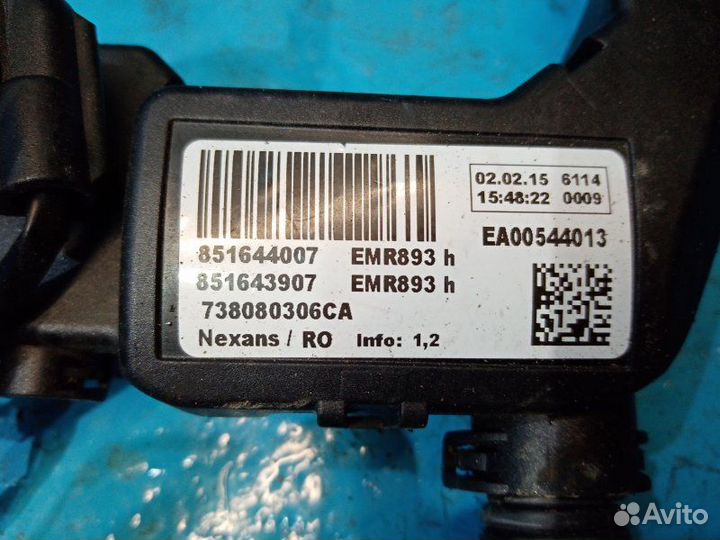 02.02.15 6114
15:48:22 0009
EA00544013
851644007 EMR893 h
851643907 EMR893 h
738080306CA
Nexans / RO Info: 1,2
Avito